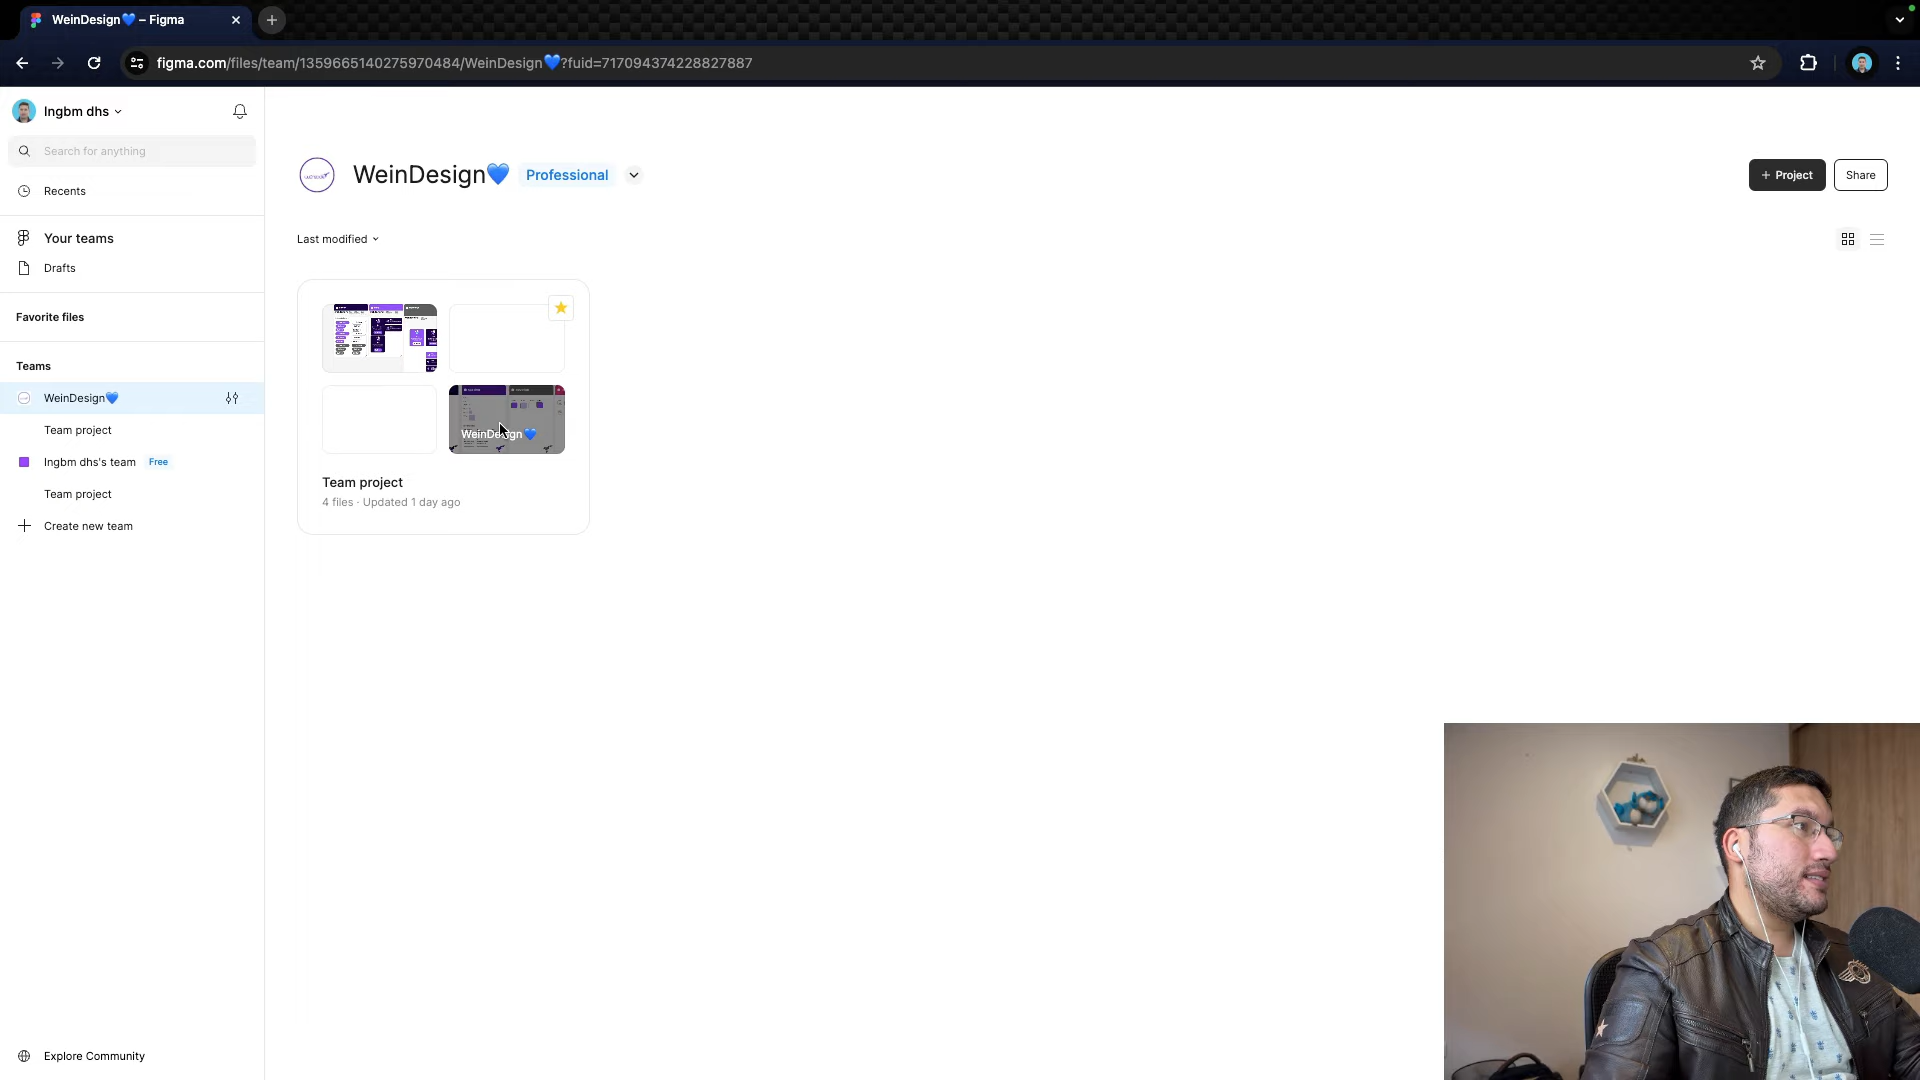 WeinDesign💙 – Figma
figma.com/files/team/1359665140275970484/WeinDesign💙?fuid=717094374228827887
Ingbm dhs
Search for anything
Recents
Your teams
Drafts
Favorite files
Teams
WeinDesign💙
Team project
Ingbm dhs's team Free
Team project
Create new team
Explore Community
WeinDesign💙 Professional
+ Project
Share
Last modified
WeinDesign 💙
Team project
4 files · Updated 1 day ago